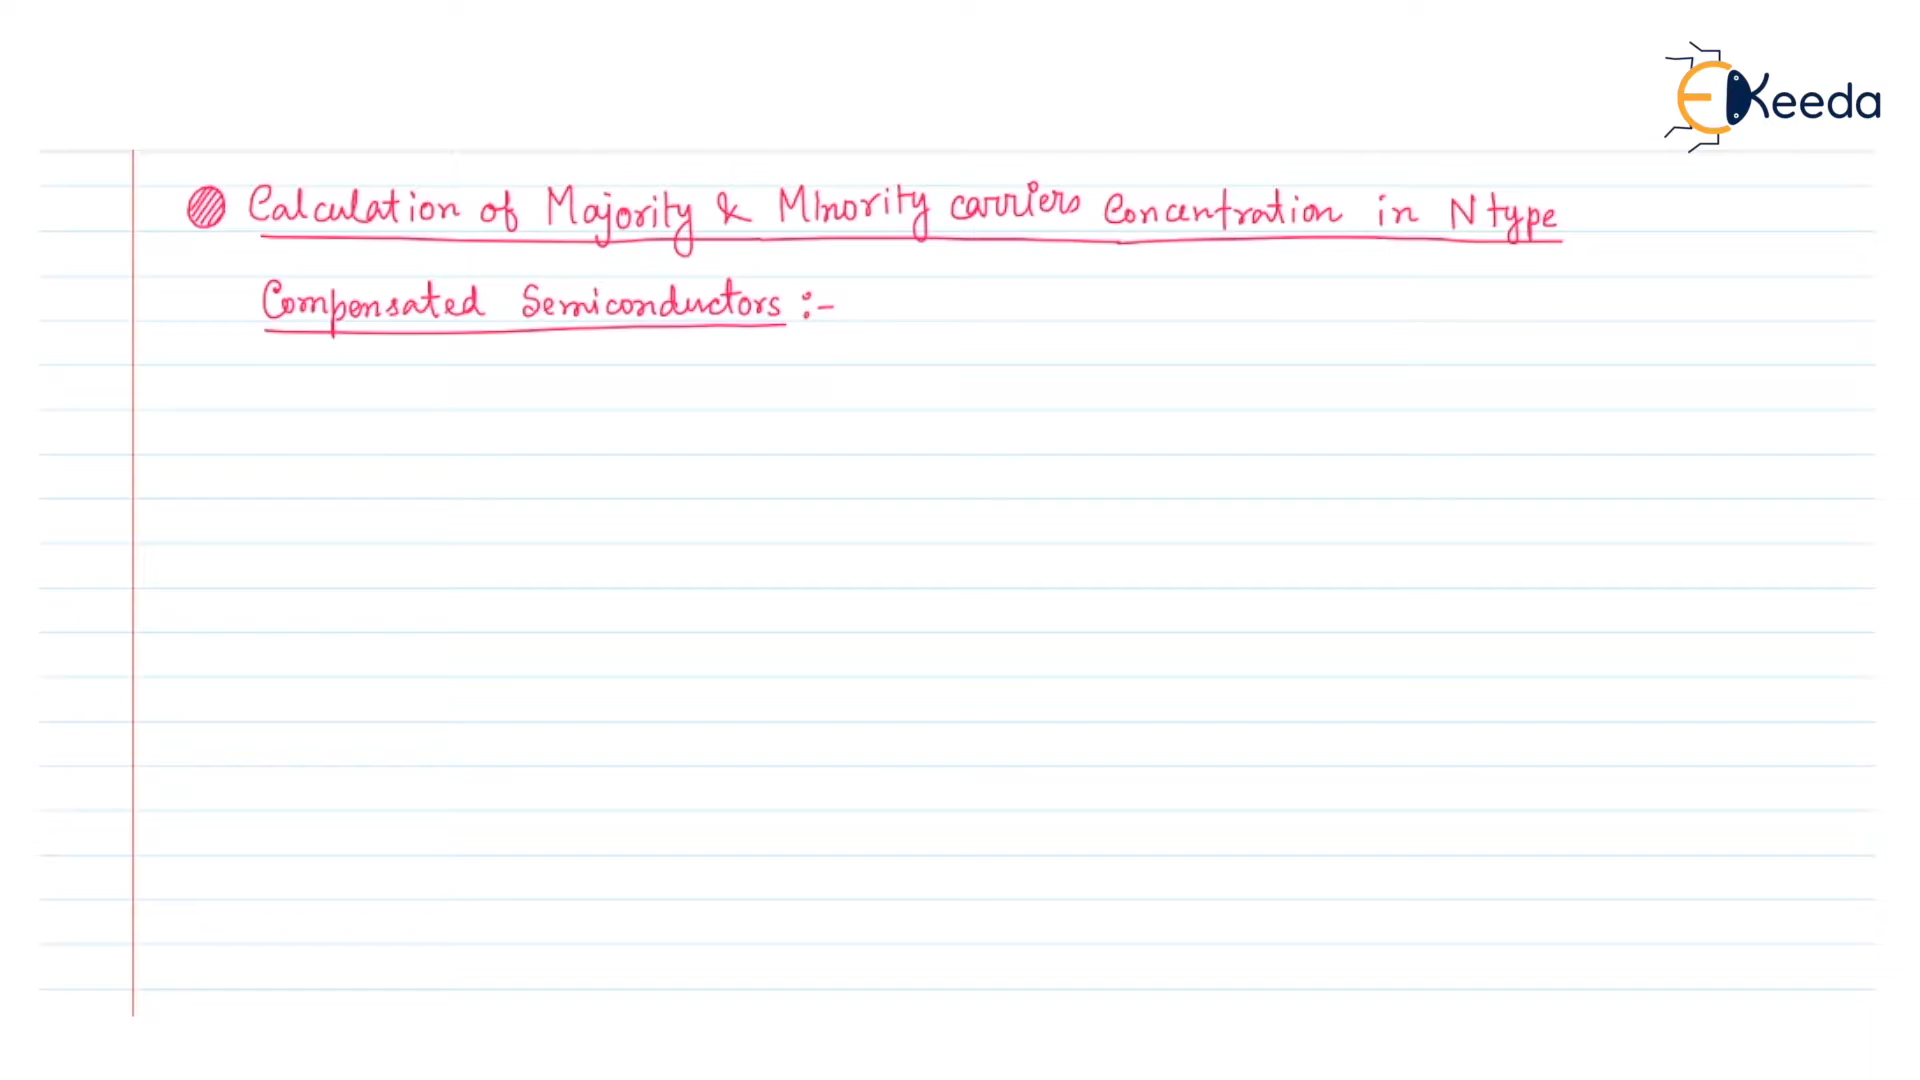 EKeeda
Calculation of Majority & MInority carriers Concentration in N type
Compensated Semiconductors :-